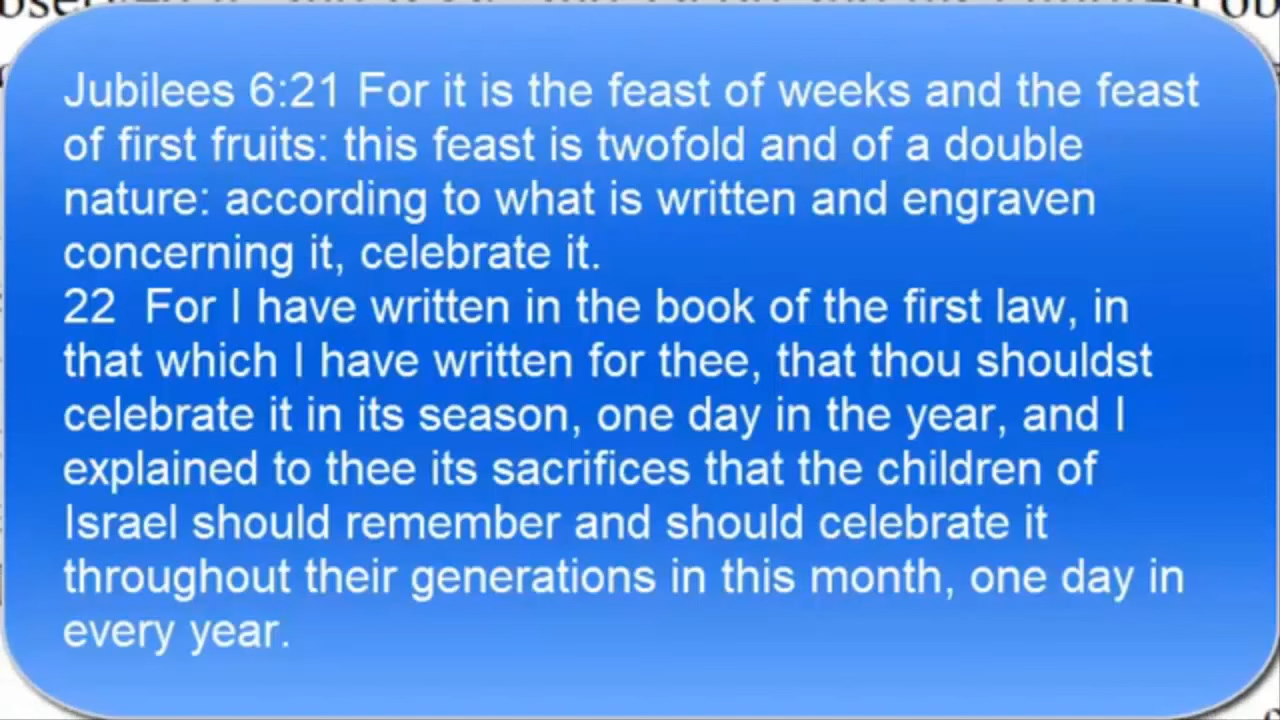 Jubilees 6:21 For it is the feast of weeks and the feast
of first fruits: this feast is twofold and of a double
nature: according to what is written and engraven
concerning it, celebrate it.
22  For I have written in the book of the first law, in
that which I have written for thee, that thou shouldst
celebrate it in its season, one day in the year, and I
explained to thee its sacrifices that the children of
Israel should remember and should celebrate it
throughout their generations in this month, one day in
every year.